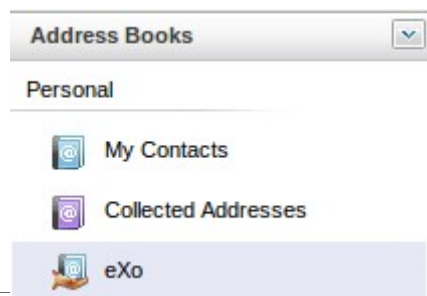 Address Books
Personal
My Contacts
Collected Addresses
eXo